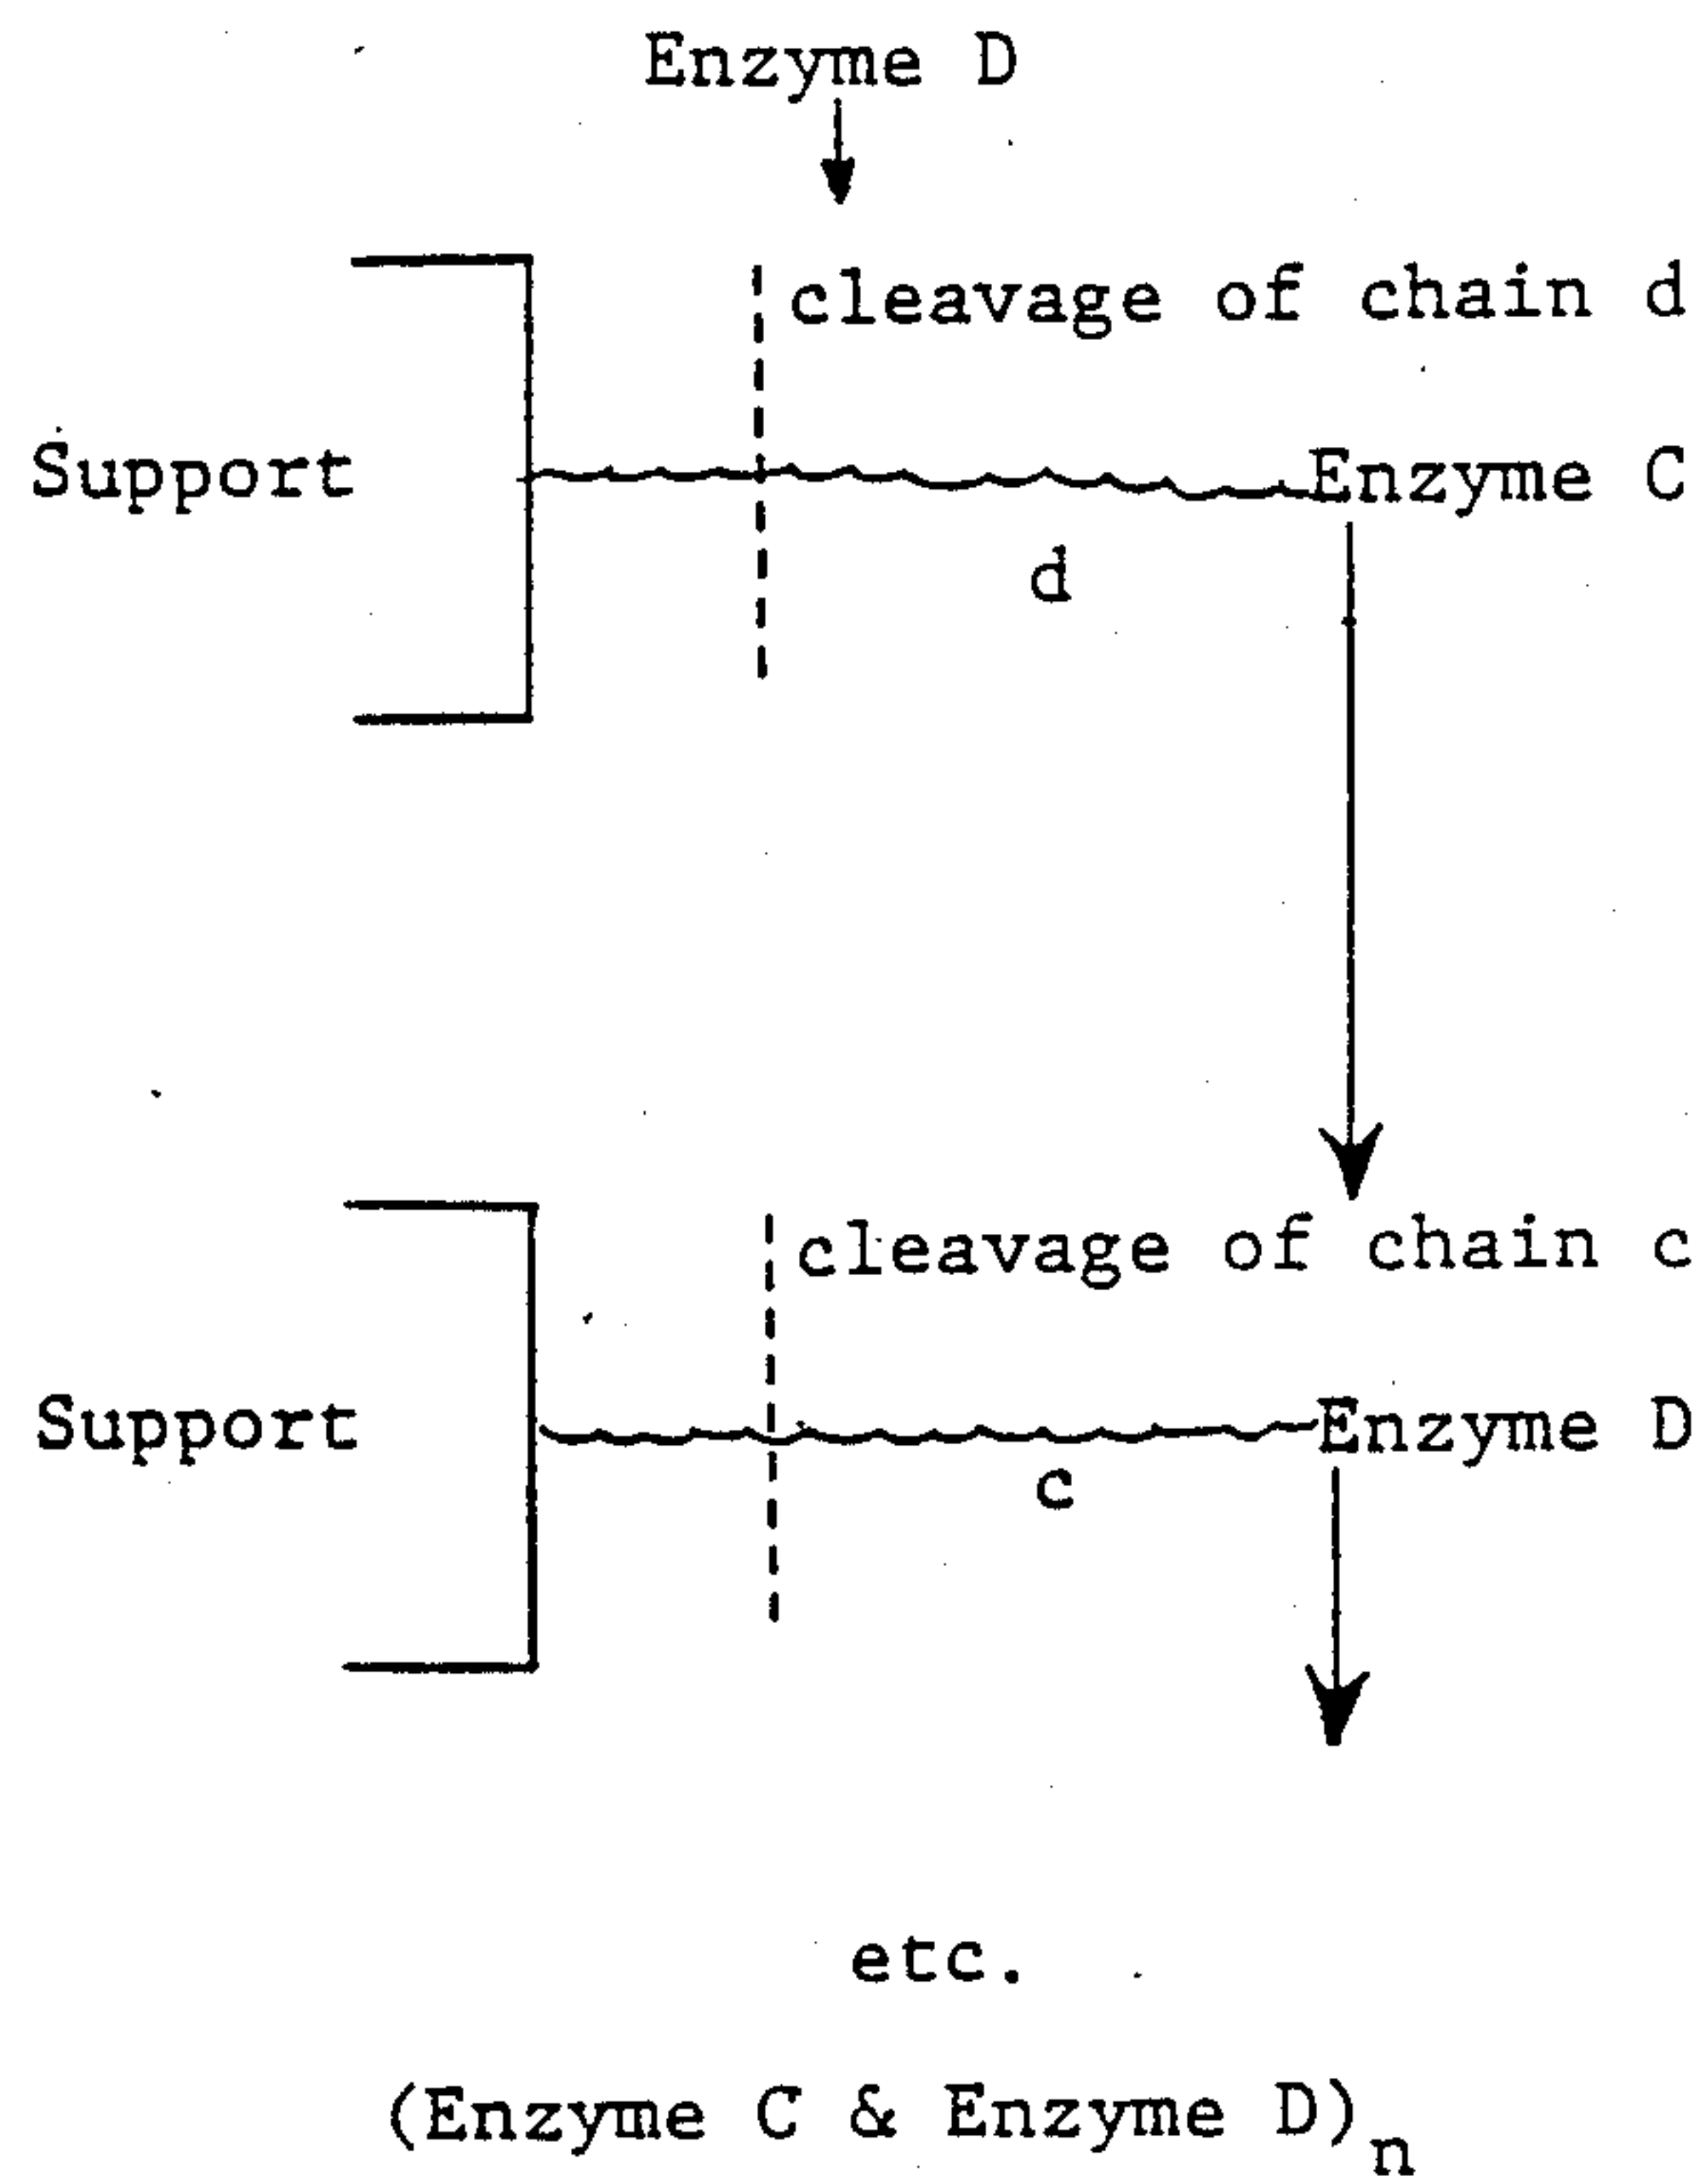 Enzyme D
cleavage of chain d
Support
Enzyme C
d
cleavage of chain c
Support
Enzyme D
c
etc.
(Enzyme C & Enzyme D)n